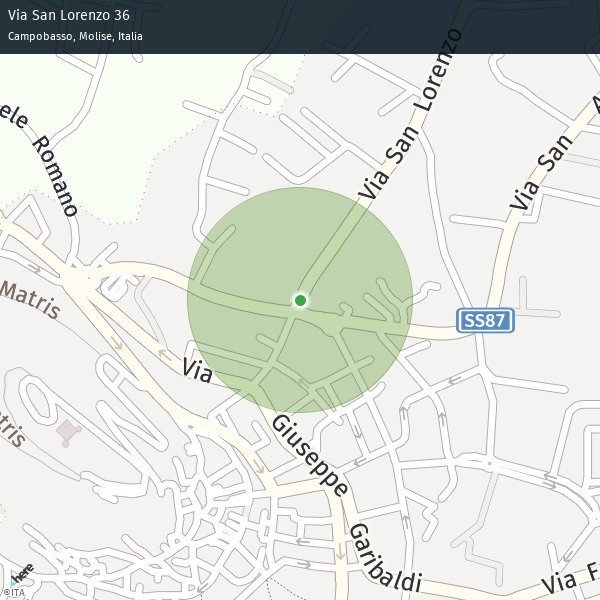 Via San Lorenzo 36
Campobasso, Molise, Italia
Via San Lorenzo
Via San A
ele Romano
Matris
SS87
Via
Giuseppe
Garibaldi
tris
Via F
here
©ITA